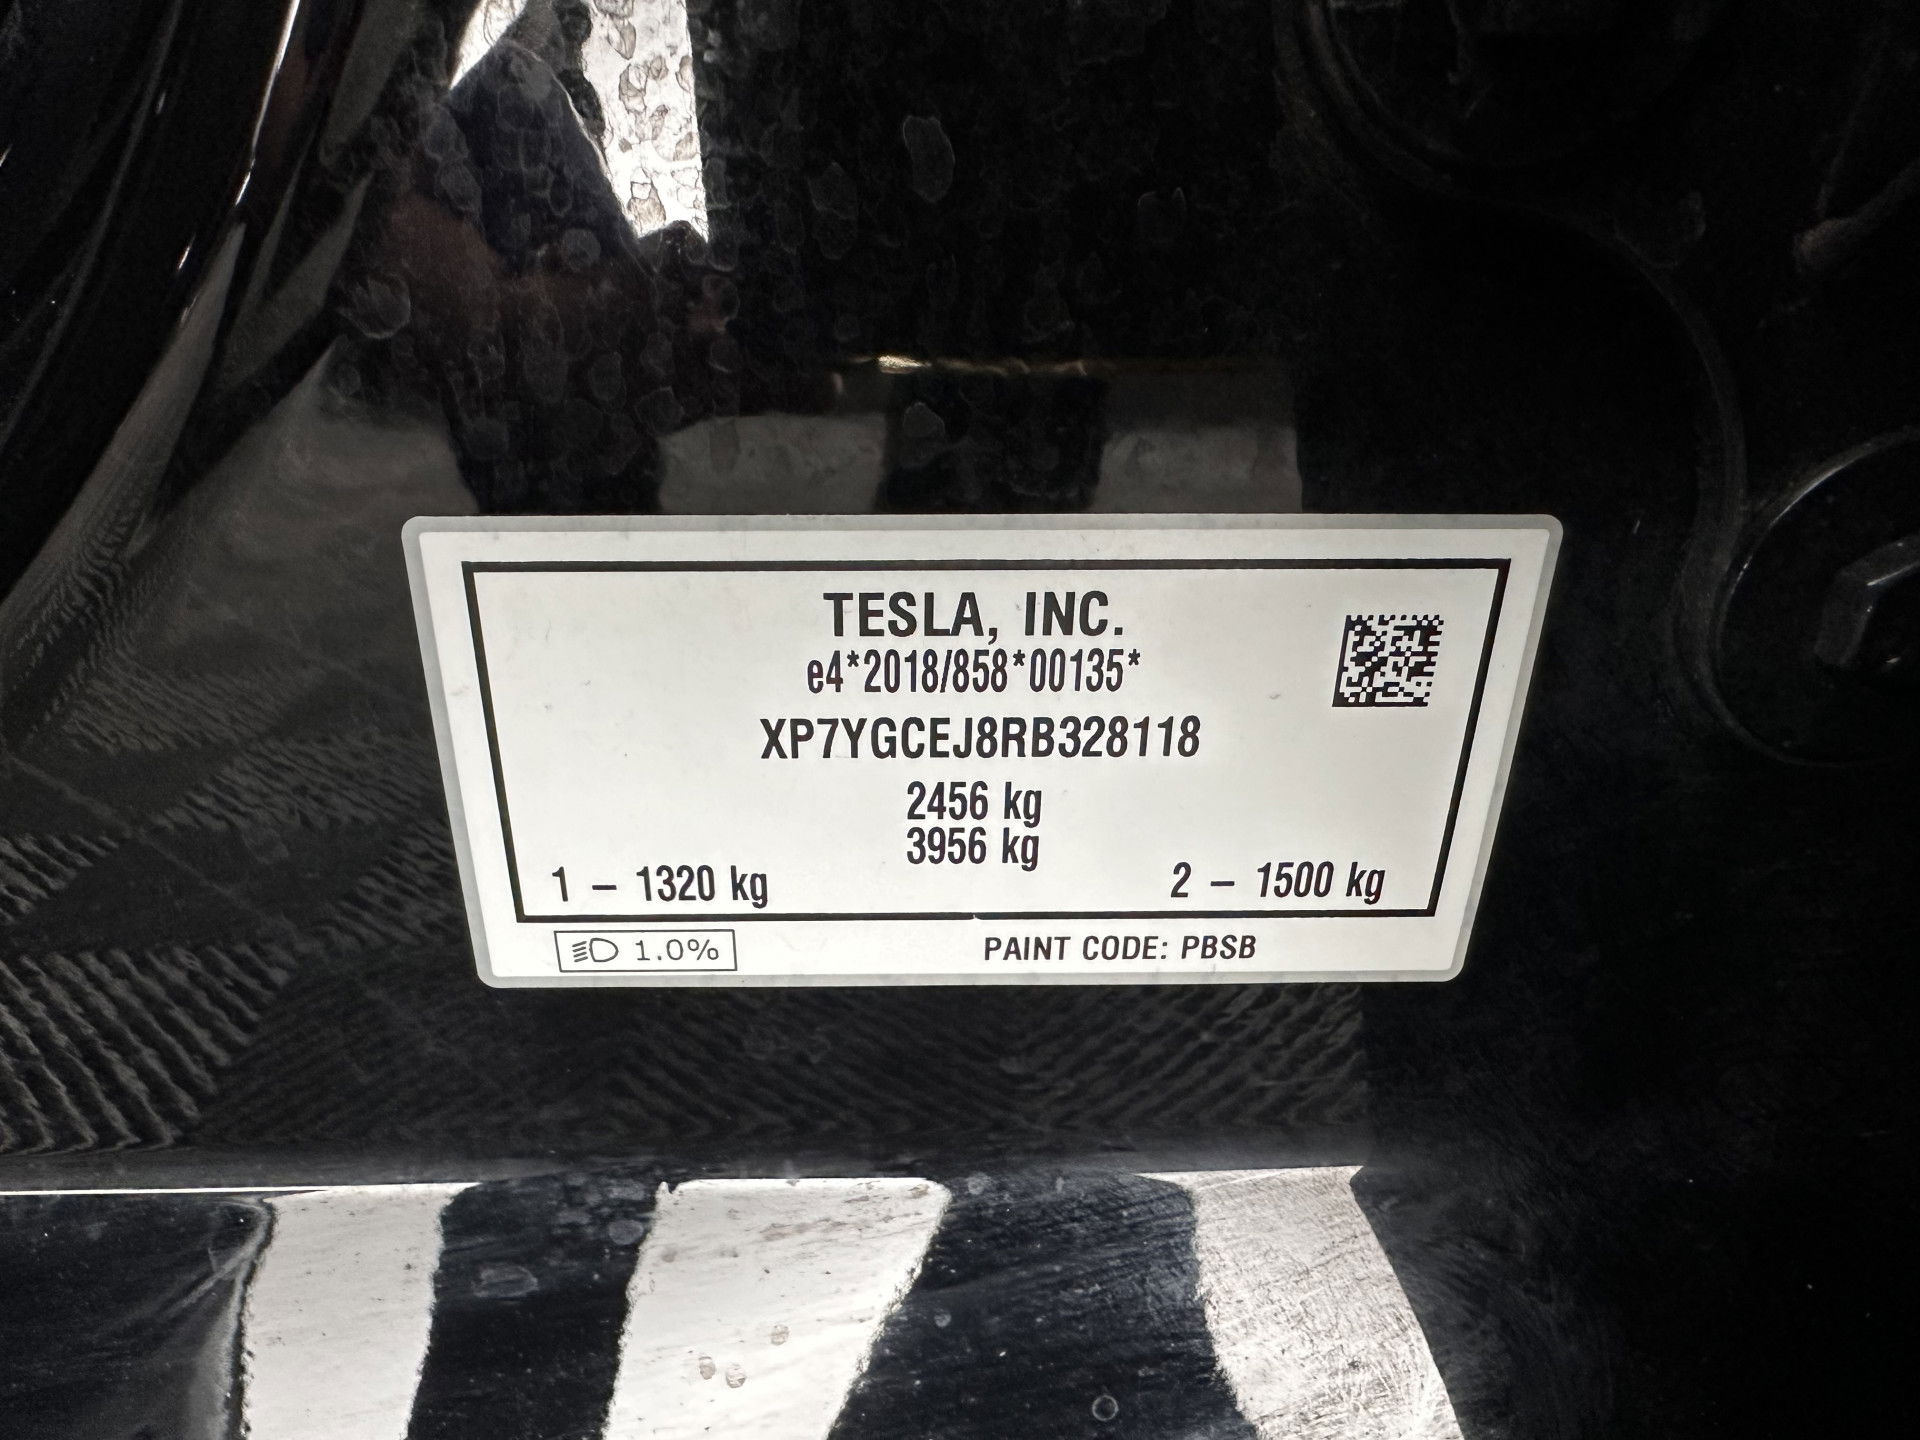 TESLA, INC.
e4*2018/858*00135*
XP7YGCEJ8RB328118
2456 kg
3956 kg
1 – 1320 kg
2 – 1500 kg
1.0%
PAINT CODE: PBSB